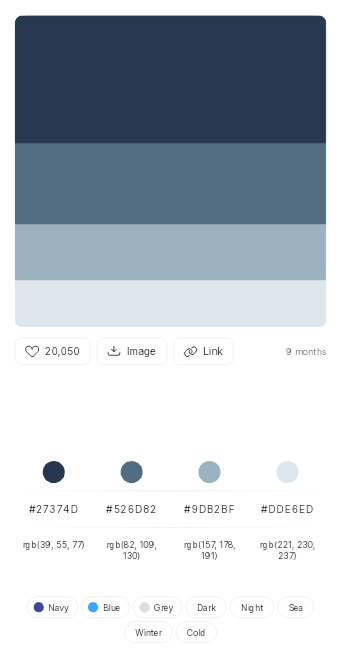 20,050 Image Link 9 months
#27374D #526D82 #9DB2BF #DDE6ED
rgb(39, 55, 77) rgb(82, 109, 130) rgb(157, 178, 191) rgb(221, 230, 237)
Navy Blue Grey Dark Night Sea
Winter Cold